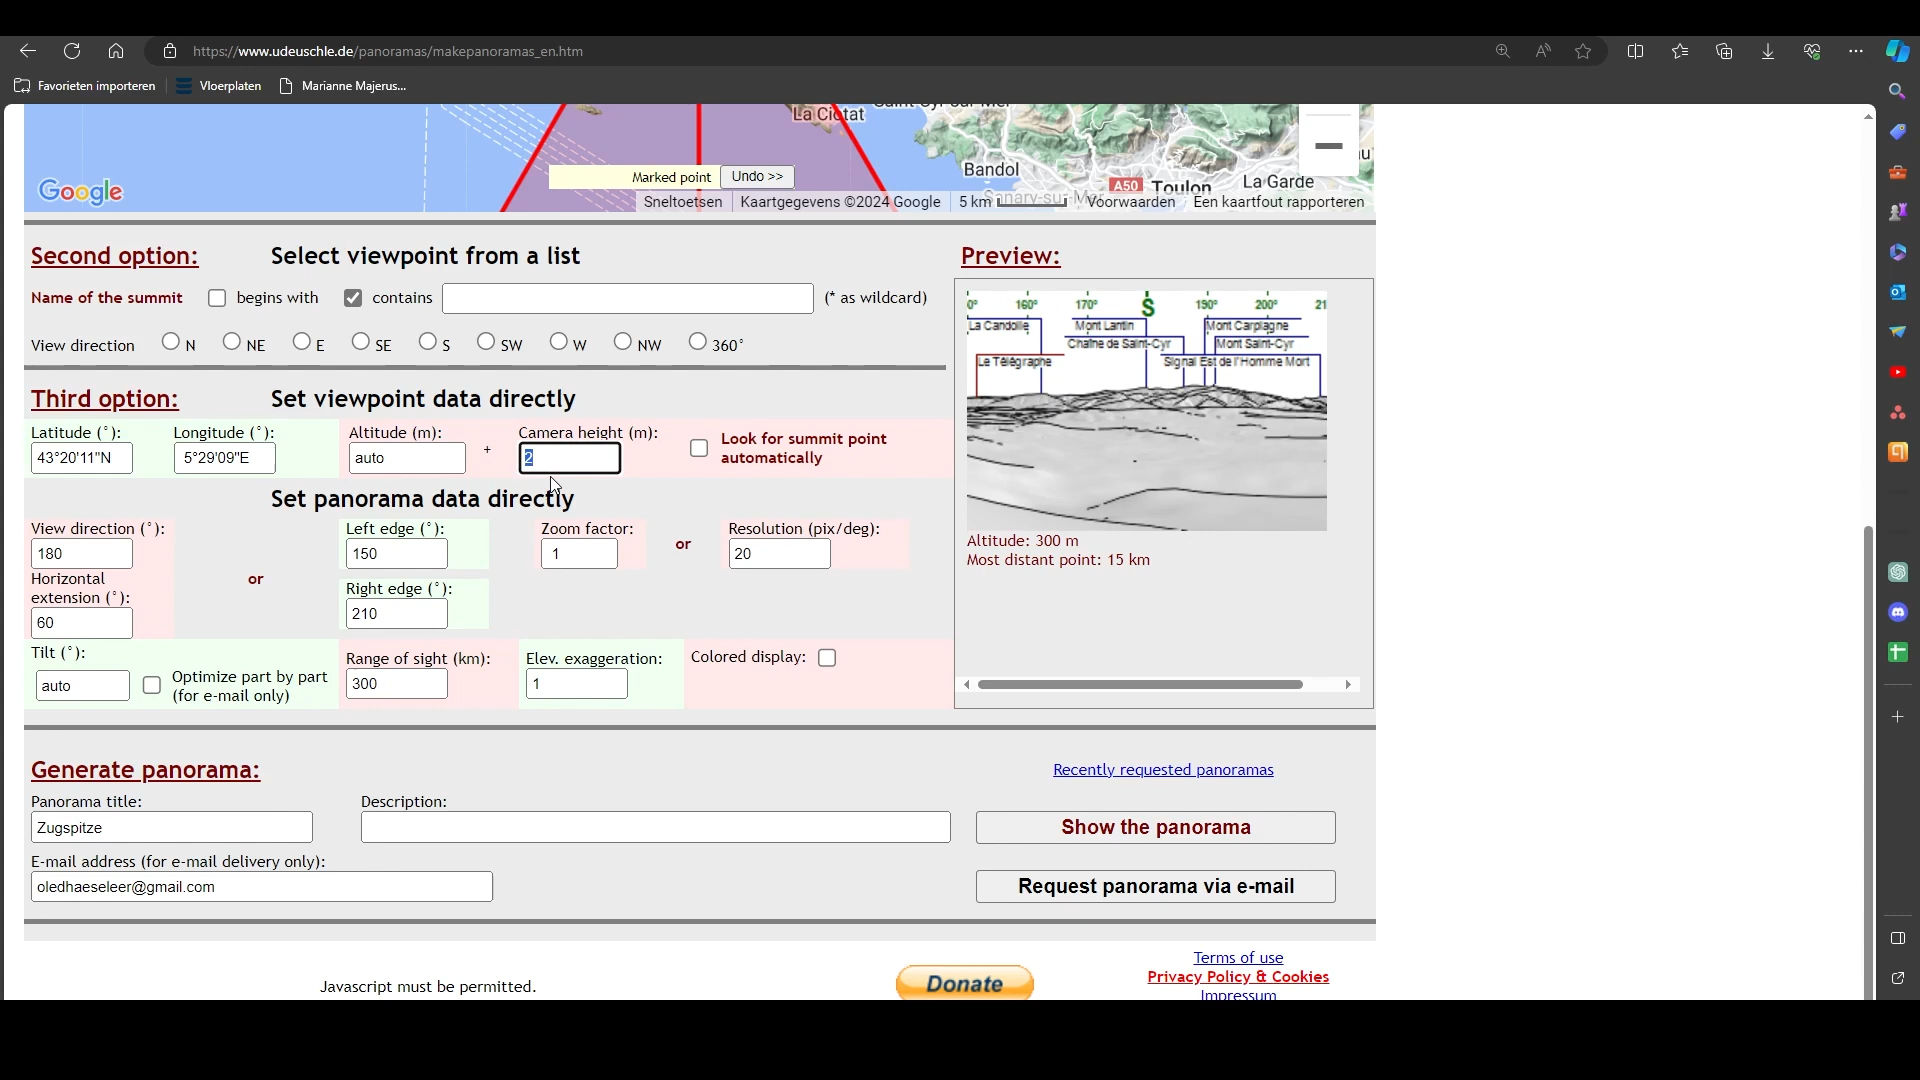 https://www.udeuschle.de/panoramas/makepanoramas_en.htm
Favorieten importeren
Vloerplaten
Marianne Majerus...
La Ciotat
Bandol
A50
Toulon
La Garde
Marked point
Undo >>
Google
Sneltoetsen
Kaartgegevens ©2024 Google
5 km
Voorwaarden
Een kaartfout rapporteren
Second option:
Select viewpoint from a list
Name of the summit
begins with
contains
(* as wildcard)
View direction
N
NE
E
SE
S
SW
W
NW
360°
Third option:
Set viewpoint data directly
Latitude (°):
Longitude (°):
Altitude (m):
Camera height (m):
43°20'11"N
5°29'09"E
auto
+
2
Look for summit point
automatically
Set panorama data directly
View direction (°):
180
Horizontal
extension (°):
60
or
Left edge (°):
150
Right edge (°):
210
Zoom factor:
1
or
Resolution (pix/deg):
20
Tilt (°):
auto
Optimize part by part
(for e-mail only)
Range of sight (km):
300
Elev. exaggeration:
1
Colored display:
Preview:
0°
160°
170°
S
190°
200°
21
La Candolle
Mont Lantin
Mont Carpiagne
Chaîne de Saint-Cyr
Mont Saint-Cyr
Le Télégraphe
Signal Est de l'Homme Mort
Altitude: 300 m
Most distant point: 15 km
Generate panorama:
Recently requested panoramas
Panorama title:
Description:
Zugspitze
Show the panorama
E-mail address (for e-mail delivery only):
oledhaeseleer@gmail.com
Request panorama via e-mail
Javascript must be permitted.
Donate
Terms of use
Privacy Policy & Cookies
Impressum